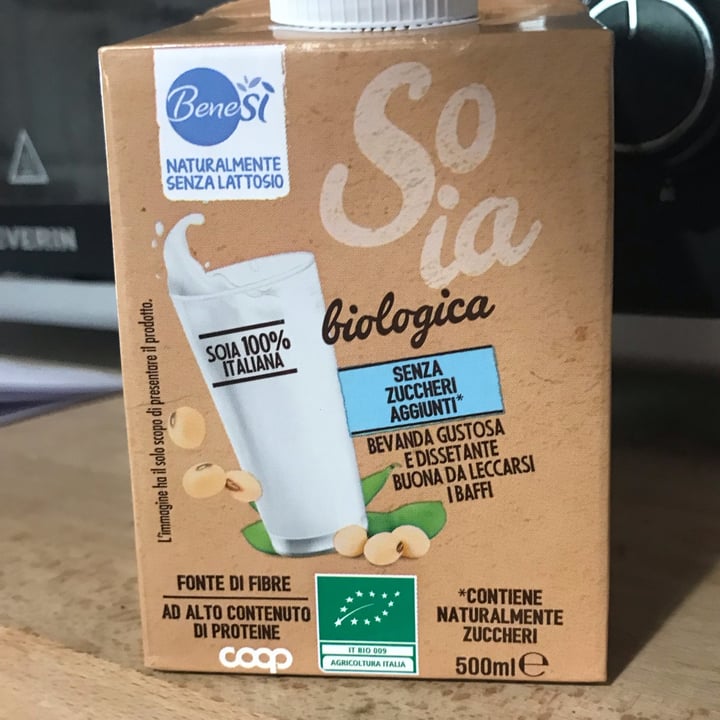 BeneSì
NATURALMENTE
SENZA LATTOSIO
Soia
biologica
SOIA 100%
ITALIANA
SENZA
ZUCCHERI
AGGIUNTI*
BEVANDA GUSTOSA
E DISSETANTE
BUONA DA LECCARSI
I BAFFI
L'immagine ha il solo scopo di presentare il prodotto.
FONTE DI FIBRE
AD ALTO CONTENUTO
DI PROTEINE
coop
IT BIO 009
AGRICOLTURA ITALIA
*CONTIENE
NATURALMENTE
ZUCCHERI
500ml e